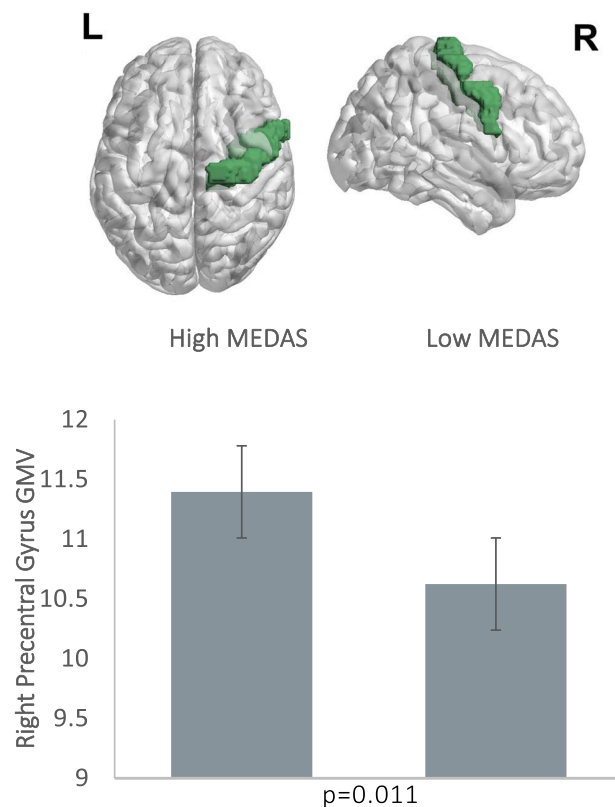 L
R
High MEDAS
Low MEDAS
Right Precentral Gyrus GMV
12
11.5
11
10.5
10
9.5
9
p=0.011